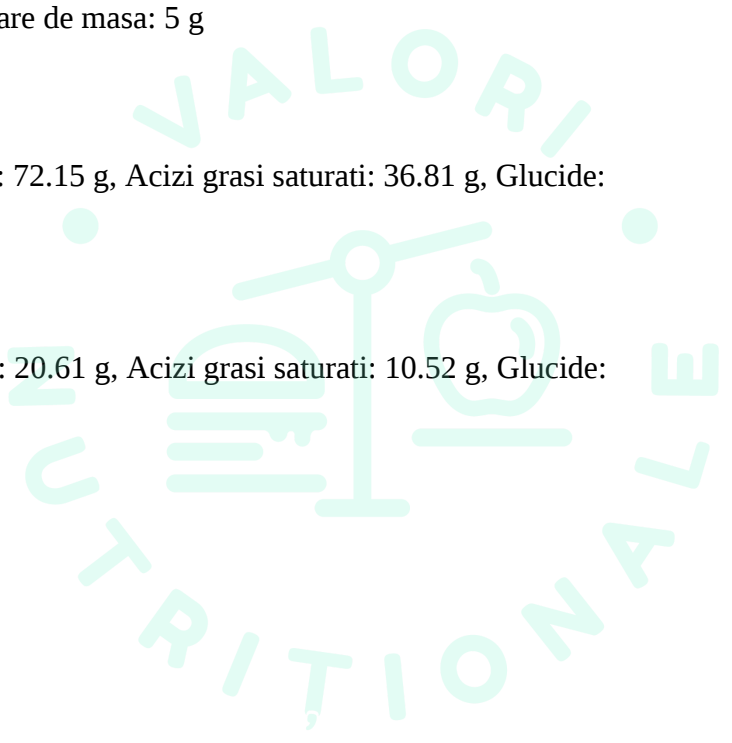 are de masa: 5 g
VALORI
: 72.15 g, Acizi grasi saturati: 36.81 g, Glucide:
: 20.61 g, Acizi grasi saturati: 10.52 g, Glucide:
NUTRITIONALE